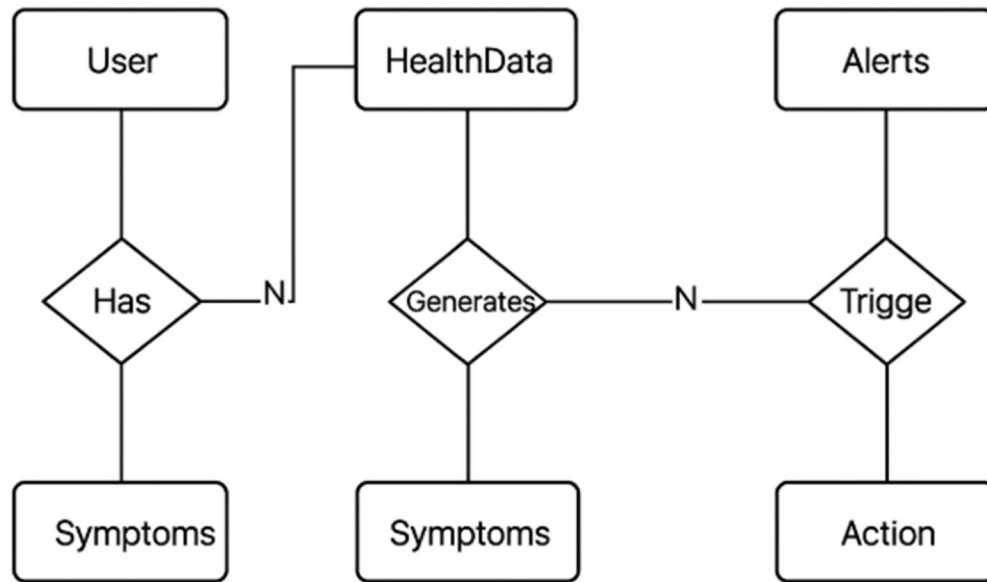 User
HealthData
Alerts
Has
N
Generates
N
Trigge
Symptoms
Symptoms
Action